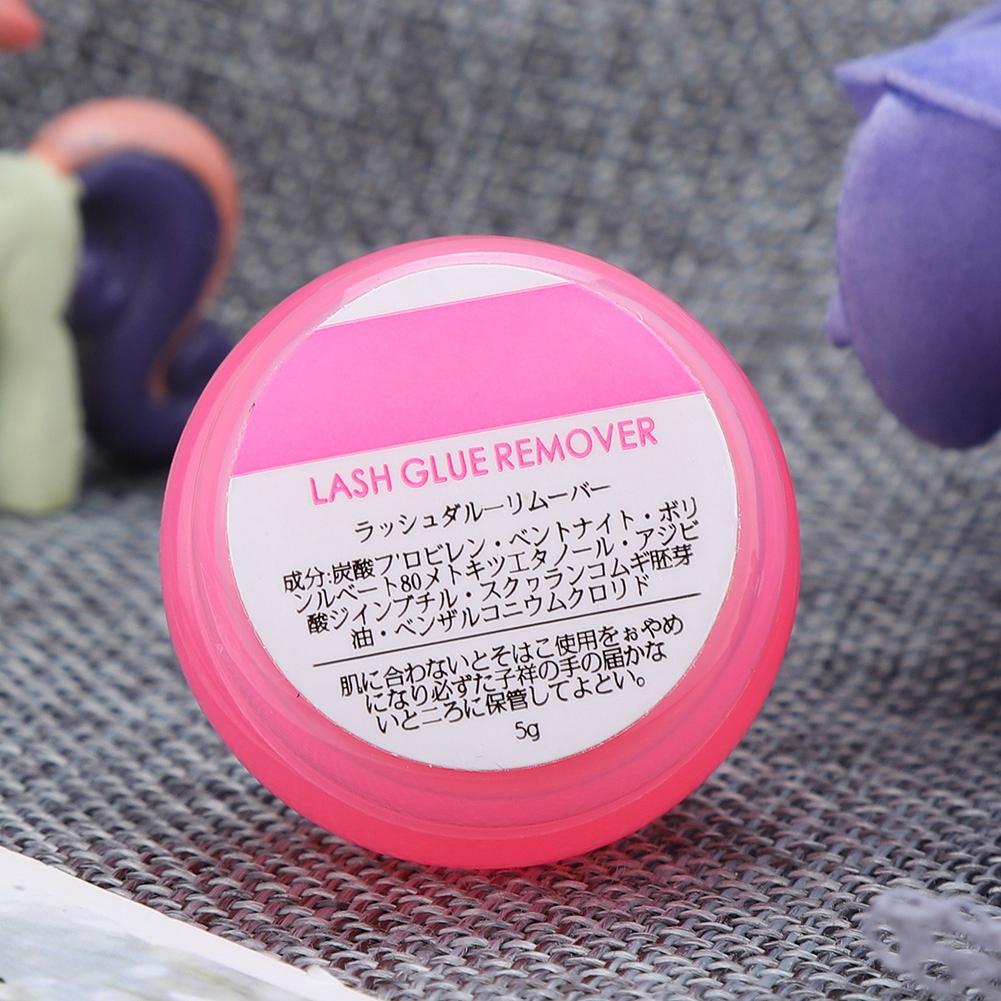 LASH GLUE REMOVER
ラッシュダルーリムーバー
成分:炭酸プロビレン・ベントナイト・ポリ
ソルベート80メトキツエタノール・アジピ
酸ジインブチル・スクヮランコムギ胚芽
油・ベンザルコニウムクロリド
肌に合わないとそはこ使用をぉやめ
になり必ずた子祥の手の届かな
いとニろに保管してよとい。
5g